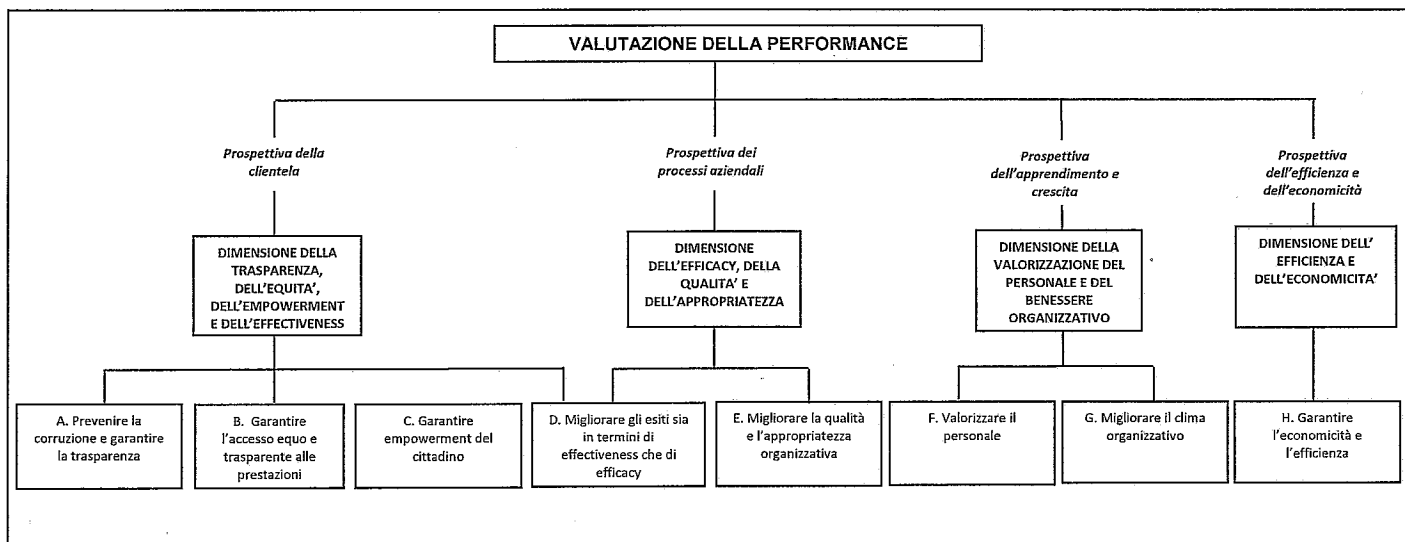 VALUTAZIONE DELLA PERFORMANCE
Prospettiva della
clientela
Prospettiva dei
processi aziendali
Prospettiva
dell'apprendimento e
crescita
Prospettiva
dell'efficienza e
dell'economicità
DIMENSIONE DELLA
TRASPARENZA,
DELL'EQUITA',
DELL'EMPOWERMENT
E DELL'EFFECTIVENESS
DIMENSIONE
DELL'EFFICACY, DELLA
QUALITA' E
DELL'APPROPRIATEZZA
DIMENSIONE DELLA
VALORIZZAZIONE DEL
PERSONALE E DEL
BENESSERE
ORGANIZZATIVO
DIMENSIONE DELL'
EFFICIENZA E
DELL'ECONOMICITA'
A. Prevenire la
corruzione e garantire
la trasparenza
B. Garantire
l'accesso equo e
trasparente alle
prestazioni
C. Garantire
empowerment del
cittadino
D. Migliorare gli esiti sia
in termini di
effectiveness che di
efficacy
E. Migliorare la qualità
e l'appropriatezza
organizzativa
F. Valorizzare il
personale
G. Migliorare il clima
organizzativo
H. Garantire
l'economicità e
l'efficienza